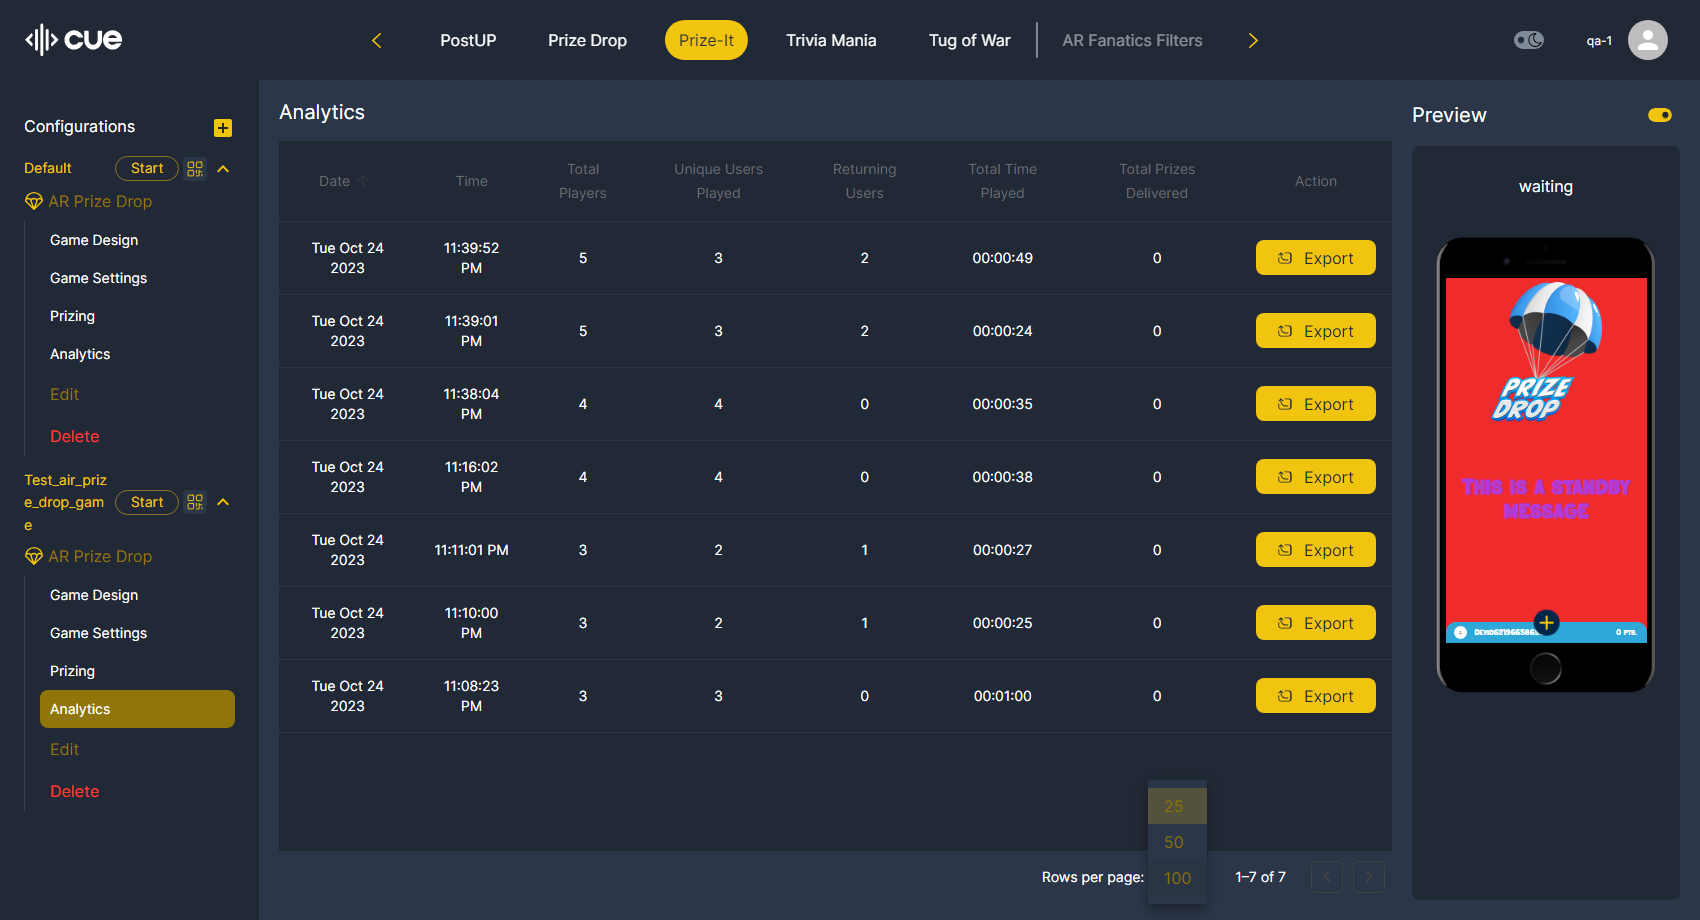 cue
PostUP
Prize Drop
Prize-It
Trivia Mania
Tug of War
AR Fanatics Filters
qa-1
Configurations
Default
Start
AR Prize Drop
Game Design
Game Settings
Prizing
Analytics
Edit
Delete
Test_air_priz
e_drop_gam
e
Start
AR Prize Drop
Game Design
Game Settings
Prizing
Analytics
Edit
Delete
Analytics
Date
Time
Total
Players
Unique Users
Played
Returning
Users
Total Time
Played
Total Prizes
Delivered
Action
Tue Oct 24
2023
11:39:52
PM
5
3
2
00:00:49
0
Export
Tue Oct 24
2023
11:39:01
PM
5
3
2
00:00:24
0
Export
Tue Oct 24
2023
11:38:04
PM
4
4
0
00:00:35
0
Export
Tue Oct 24
2023
11:16:02
PM
4
4
0
00:00:38
0
Export
Tue Oct 24
2023
11:11:01 PM
3
2
1
00:00:27
0
Export
Tue Oct 24
2023
11:10:00
PM
3
2
1
00:00:25
0
Export
Tue Oct 24
2023
11:08:23
PM
3
3
0
00:01:00
0
Export
Rows per page:
25
50
100
1–7 of 7
Preview
waiting
PRIZE
DROP
THIS IS A STANDBY
MESSAGE
0 PTS.